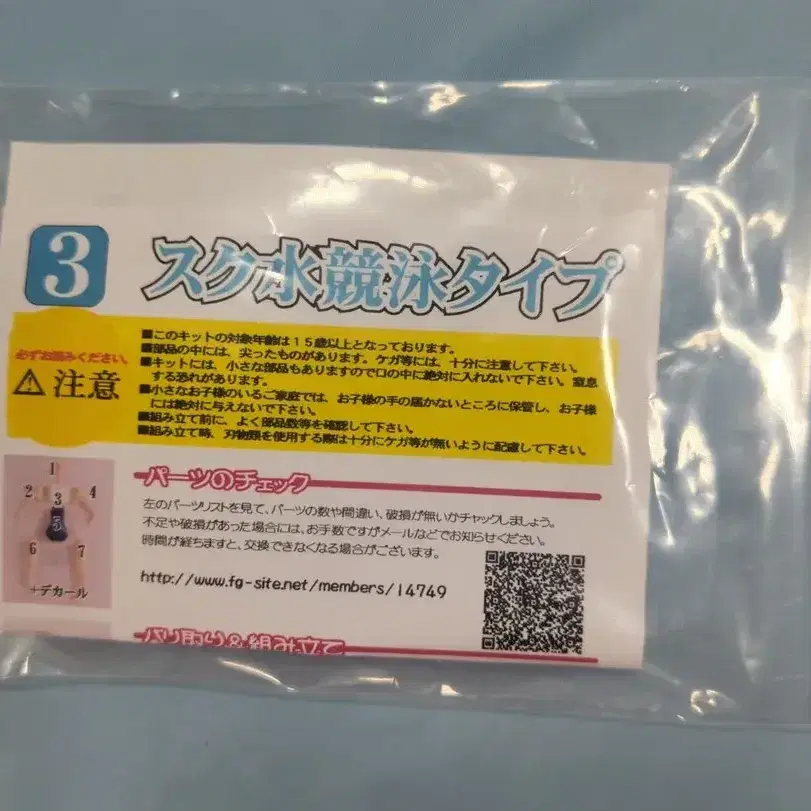 3
スク水競泳タイプ
必ずお読みください。
⚠注意
■このキットの対象年齢は１５歳以上となっております。
■部品の中には、尖ったものがあります。ケガ等には、十分に注意して下さい。
■キットには、小さな部品もありますので口の中に絶対に入れないで下さい。窒息
する恐れがあります。
■小さなお子様のいるご家庭では、お子様の手の届かないところに保管し、お子様
には絶対に与えないで下さい。
■組み立て前に、よく部品数等を確認して下さい。
■組み立て時、刃物類を使用する際は十分にケガ等が無いように配慮して下さい。
1
2 3 4
6 7
+デカール
パーツのチェック
左のパーツリストを見て、パーツの数や間違い、破損が無いかチャックしましょう。
不足や破損があった場合には、お手数ですがメールなどでお知らせください。
時間が経ちますと、交換できなくなる場合がございます。
http://www.fg-site.net/members/14749